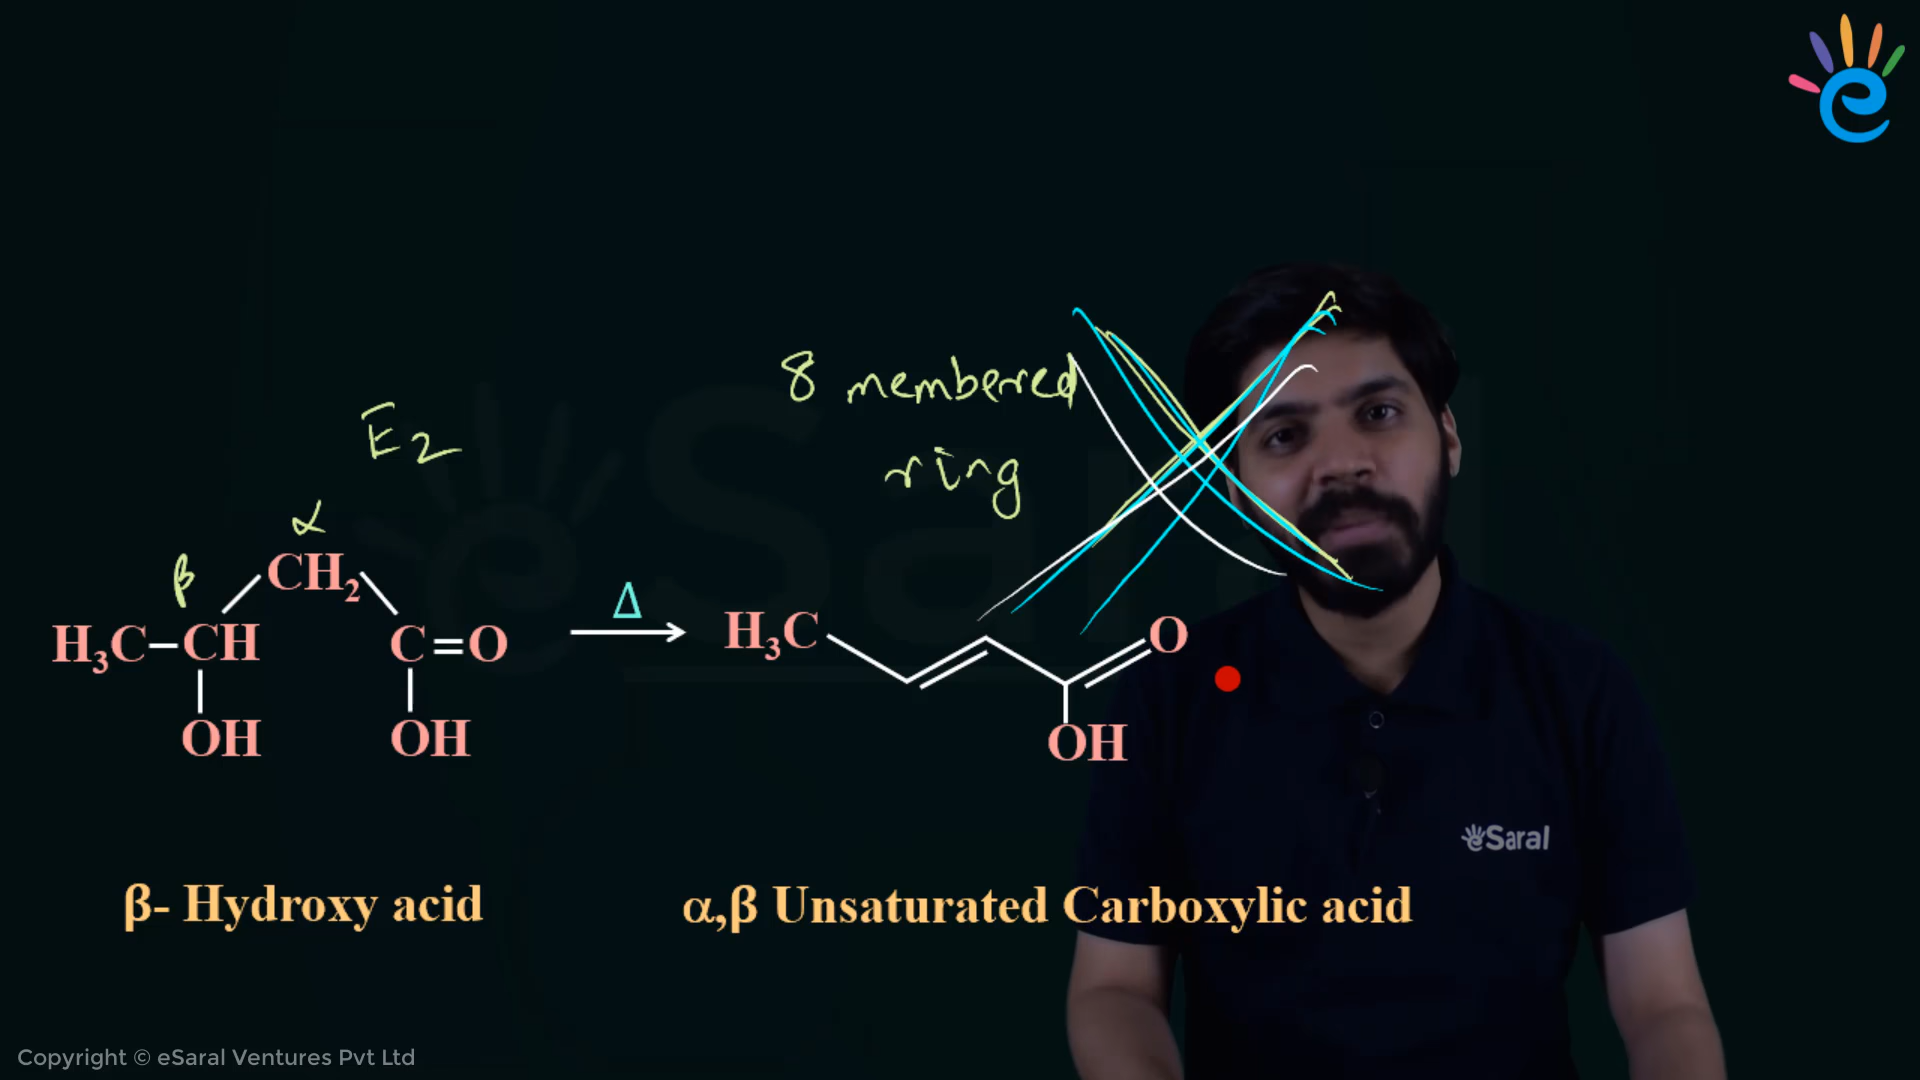 8 membered
ring
E2
α
β
CH₂
H₃C–CH
C=O
OH
OH
Δ
H₃C
O
OH
eSaral
β- Hydroxy acid
α,β Unsaturated Carboxylic acid
Copyright © eSaral Ventures Pvt Ltd